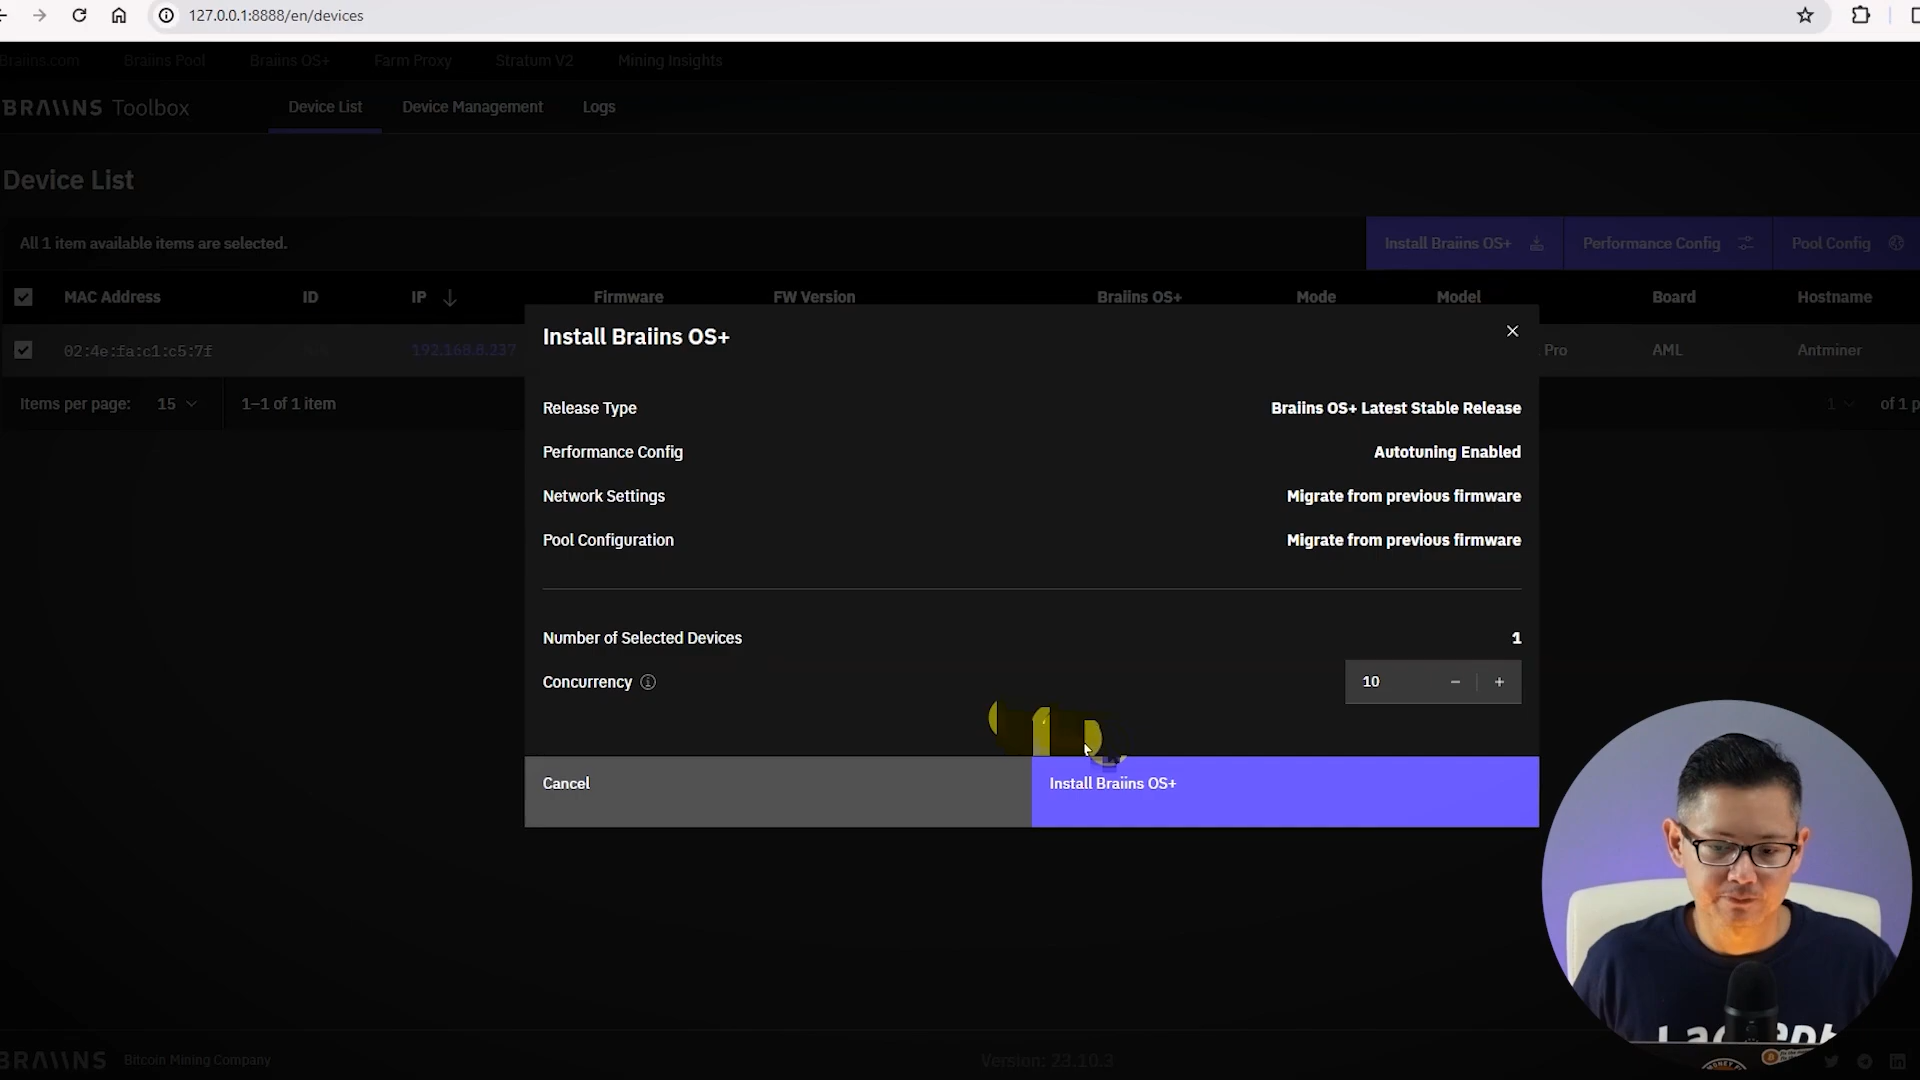 127.0.0.1:8888/en/devices
Braiins.com Braiins Pool Braiins OS+ Farm Proxy Stratum V2 Mining Insights
BRAIINS Toolbox Device List Device Management Logs
Device List
All 1 item available items are selected. Install Braiins OS+ Performance Config Pool Config
MAC Address ID IP Firmware FW Version Braiins OS+ Mode Model Board Hostname
02:4e:fa:c1:c5:7f N/A 192.168.8.237 Pro AML Antminer
Items per page: 15 1–1 of 1 item 1 of 1 p
Install Braiins OS+
Release Type Braiins OS+ Latest Stable Release
Performance Config Autotuning Enabled
Network Settings Migrate from previous firmware
Pool Configuration Migrate from previous firmware
Number of Selected Devices 1
Concurrency 10
Cancel Install Braiins OS+
BRAIINS Bitcoin Mining Company Version: 23.10.3